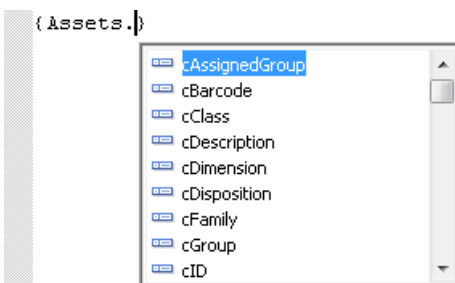 {Assets.}
cAssignedGroup
cBarcode
cClass
cDescription
cDimension
cDisposition
cFamily
cGroup
cID